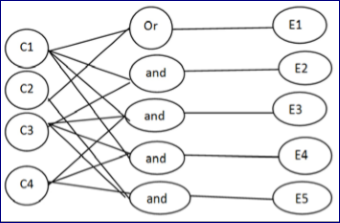 C1 Or E1
C2 and E2
C3 and E3
C4 and E4
and E5